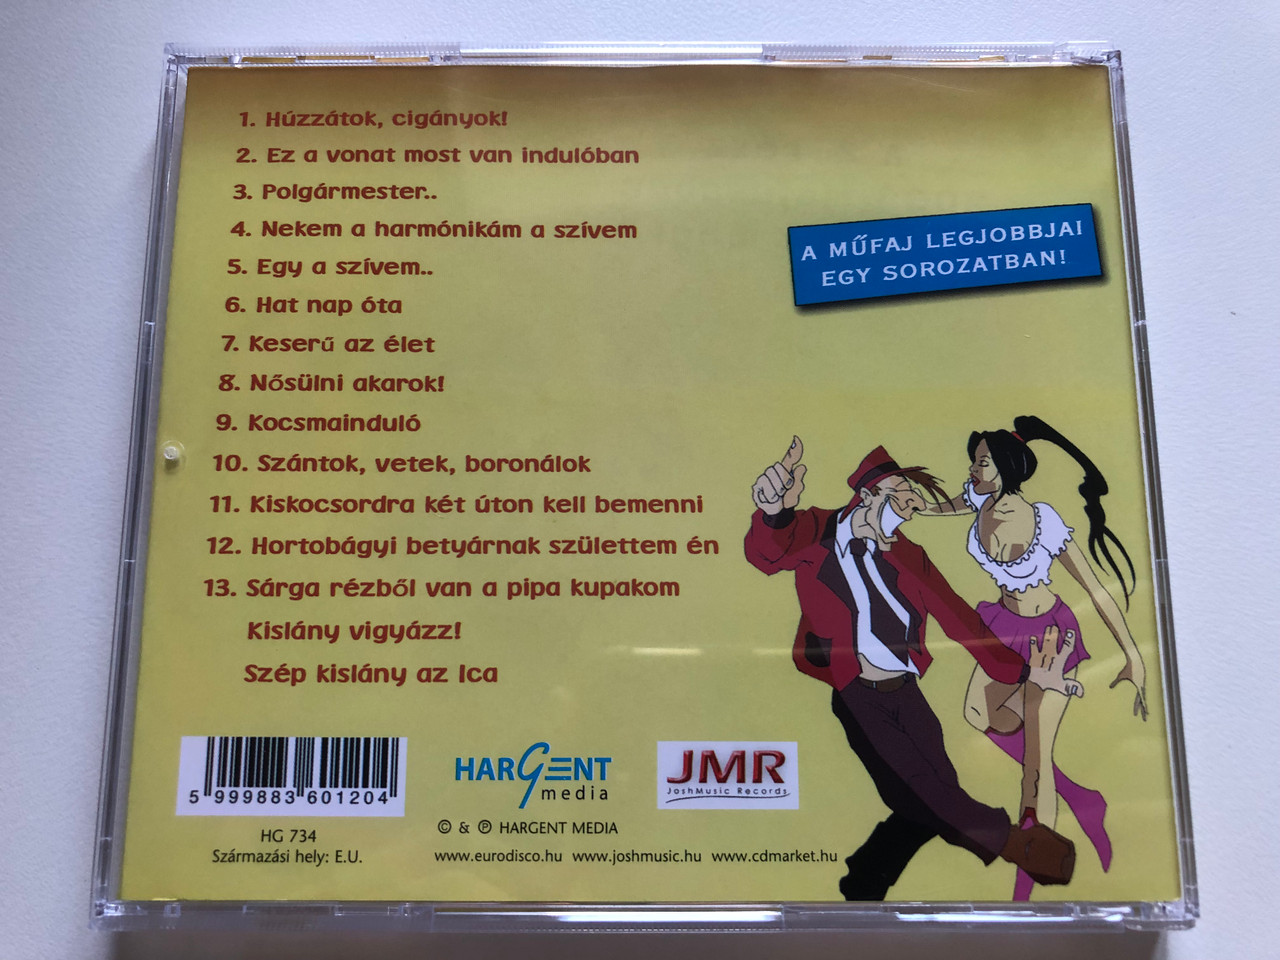 1. Húzzátok, cigányok!
2. Ez a vonat most van indulóban
3. Polgármester..
4. Nekem a harmónikám a szívem
5. Egy a szívem..
6. Hat nap óta
7. Keserű az élet
8. Nősülni akarok!
9. Kocsmainduló
10. Szántok, vetek, boronálok
11. Kiskocsordra két úton kell bemenni
12. Hortobágyi betyárnak születtem én
13. Sárga rézből van a pipa kupakom
Kislány vigyázz!
Szép kislány az Ica
A MŰFAJ LEGJOBBJAI
EGY SOROZATBAN!
5 999883 601204
HG 734
Származási hely: E.U.
HARGENT
media
© & ℗ HARGENT MEDIA
JMR
JoshMusic Records
www.eurodisco.hu www.joshmusic.hu www.cdmarket.hu